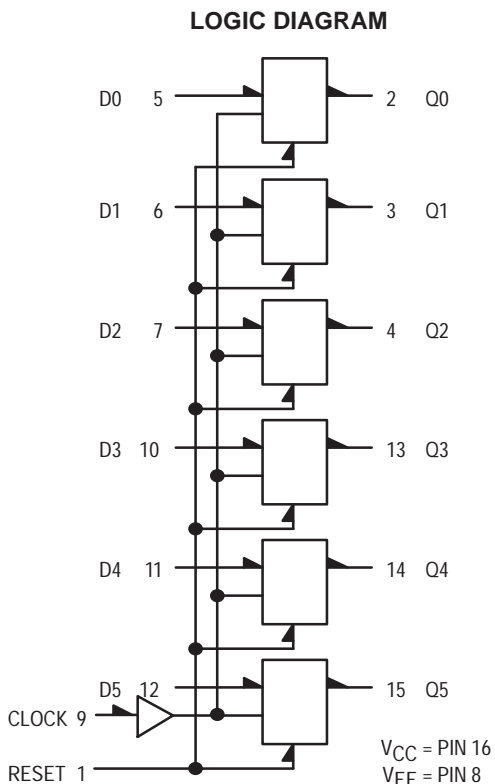 LOGIC DIAGRAM
D0 5 2 Q0
D1 6 3 Q1
D2 7 4 Q2
D3 10 13 Q3
D4 11 14 Q4
D5 12 15 Q5
CLOCK 9
VCC = PIN 16
RESET 1
VEE = PIN 8